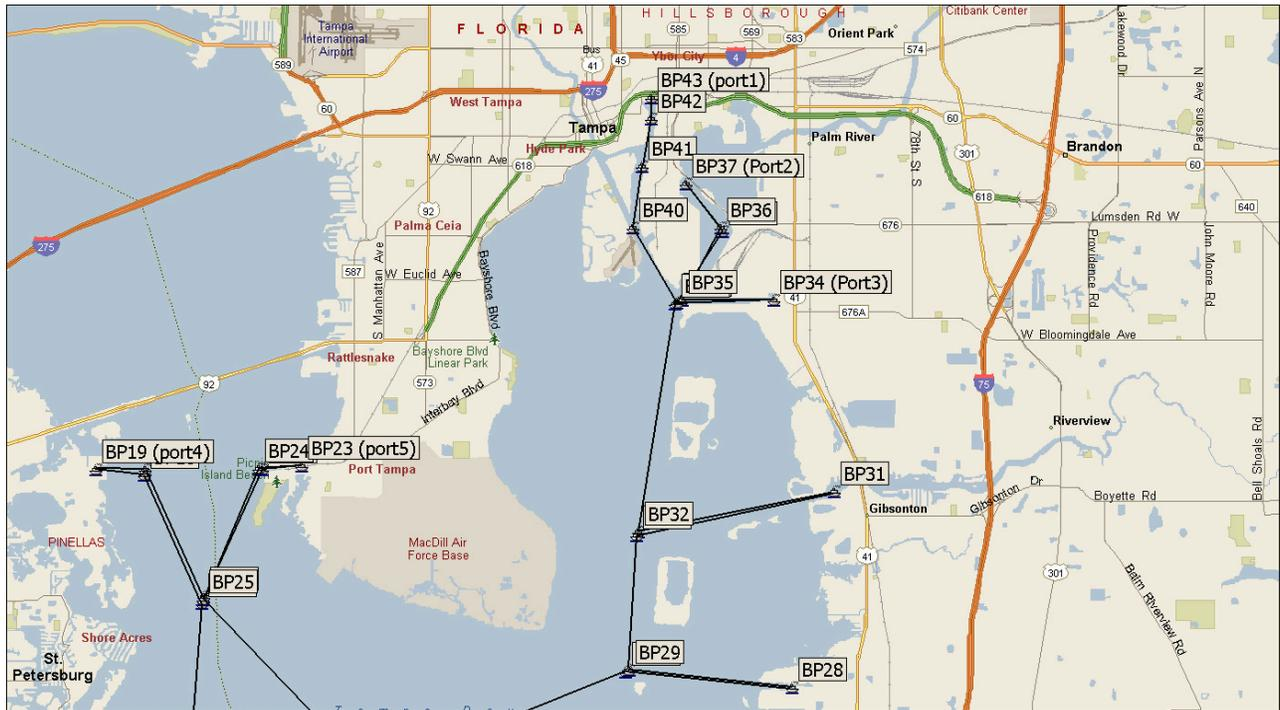 HILLSBOROUGH
Citibank Center
FLORIDA
Tampa
International
Airport
585
569
583
Orient Park
574
Lakewood Dr
Bus
41
45
Ybor City
4
589
275
BP43 (port1)
N Parsons Ave
60
West Tampa
BP42
Tampa
60
Palm River
78th St S
301
Brandon
60
Hyde Park
BP41
W Swann Ave
618
BP37 (Port2)
618
640
92
BP40
BP36
Lumsden Rd W
Palma Ceia
676
275
Providence Rd
John Moore Rd
S Manhattan Ave
587
W Euclid Ave
Bayshore Blvd
BP35
BP34 (Port3)
41
676A
W Bloomingdale Ave
Rattlesnake
Bayshore Blvd
Linear Park
92
573
Interbay Blvd
75
Riverview
Bell Shoals Rd
BP19 (port4)
BP24
BP23 (port5)
Picnic
Island Beach
Port Tampa
BP31
Gibsonton Dr
Boyette Rd
BP32
Gibsonton
PINELLAS
MacDill Air
Force Base
41
301
BP25
Balm Riverview Rd
Shore Acres
BP29
St.
Petersburg
BP28